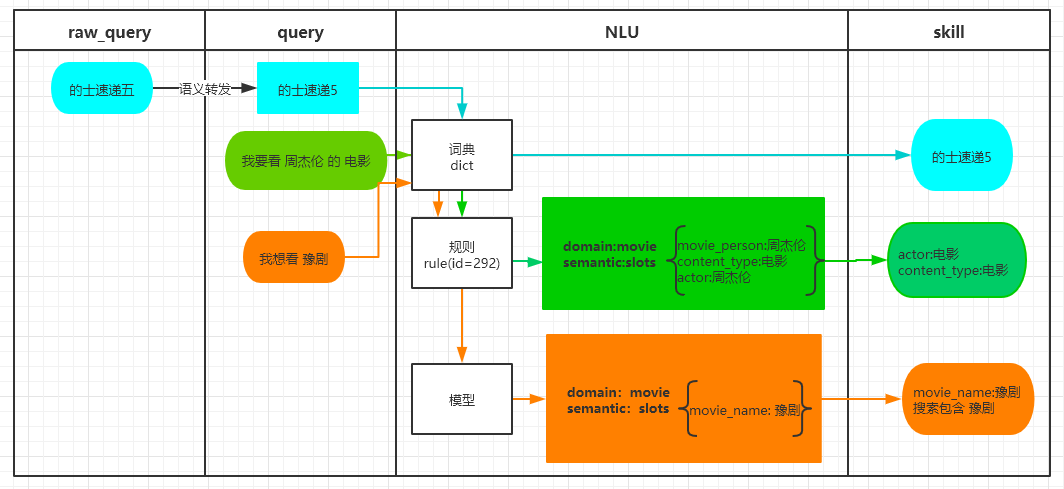 raw_query
query
NLU
skill
的士速递五
语义转发
的士速递5
词典
dict
的士速递5
我要看 周杰伦 的 电影
我想看 豫剧
规则
rule(id=292)
domain:movie
semantic:slots
movie_person:周杰伦
content_type:电影
actor:周杰伦
actor:电影
content_type:电影
模型
domain: movie
semantic: slots
movie_name: 豫剧
movie_name:豫剧
搜索包含 豫剧